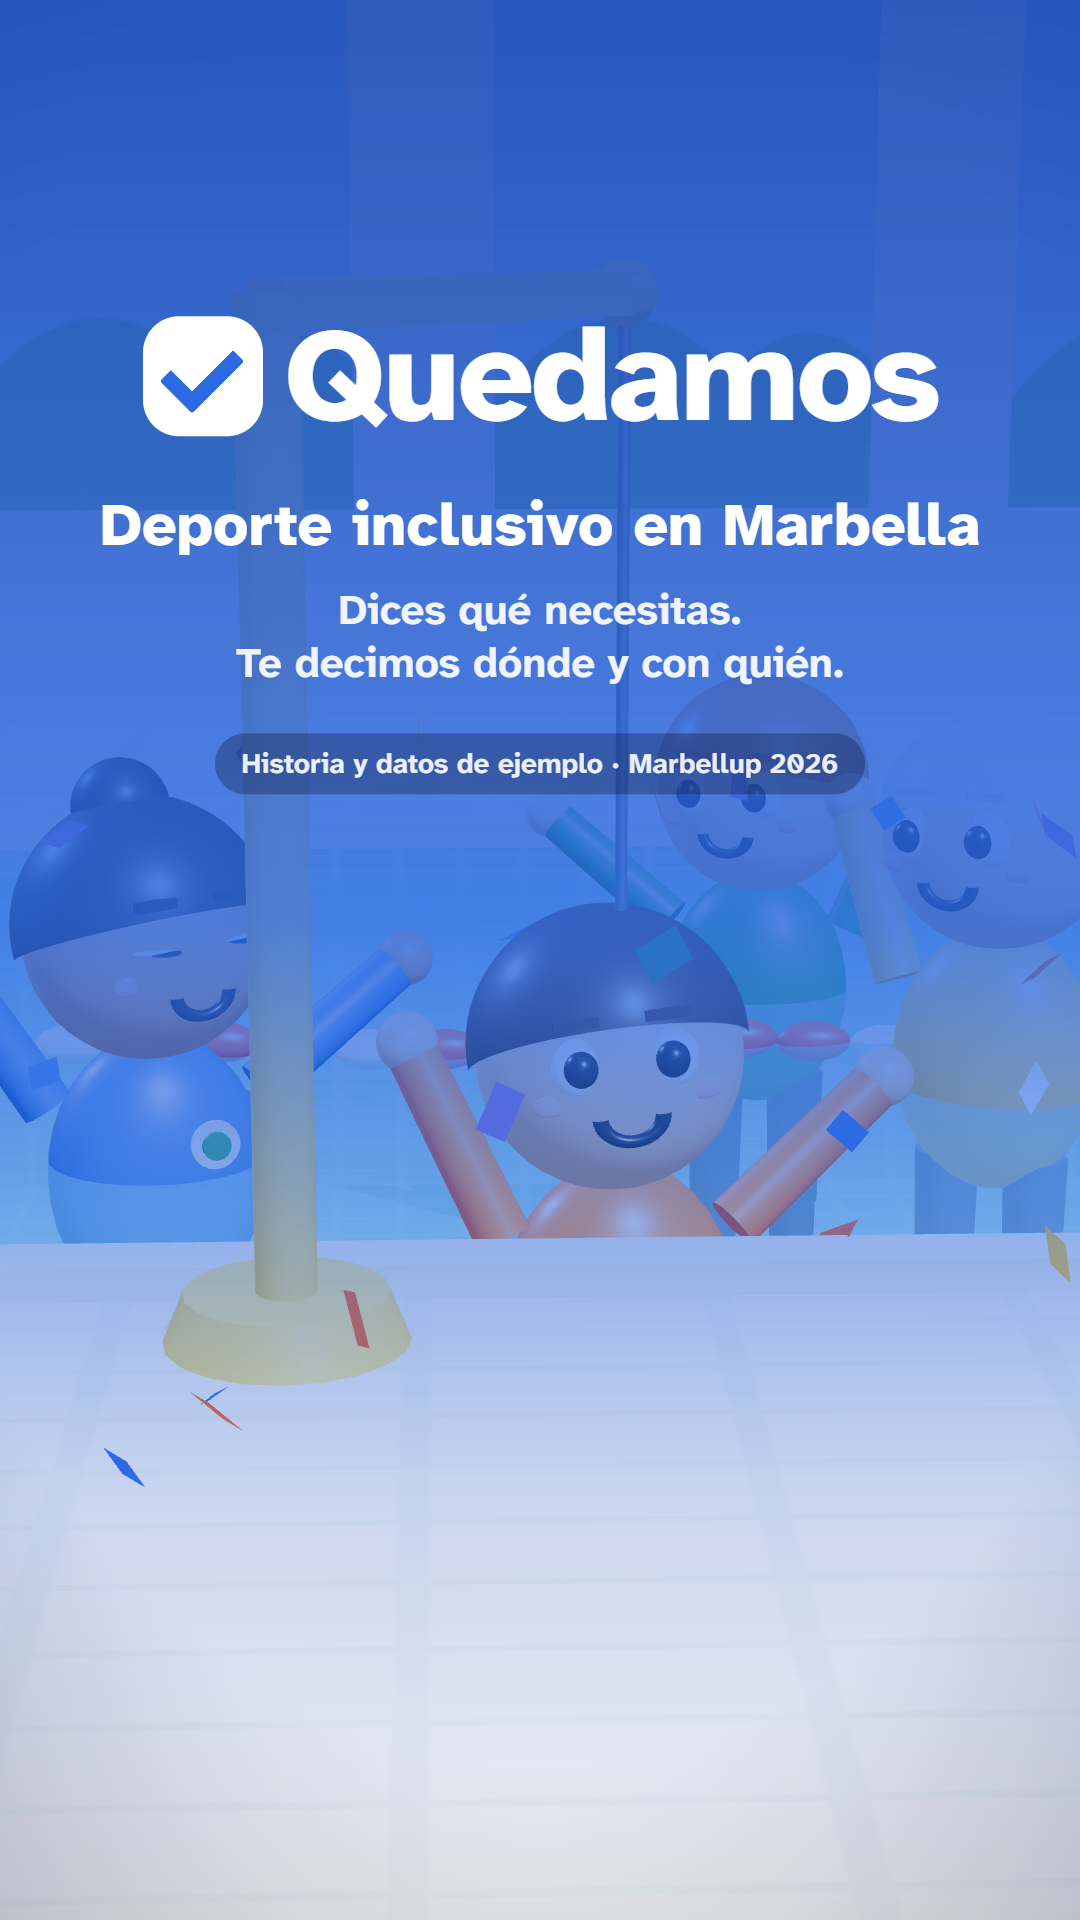 Quedamos
Deporte inclusivo en Marbella
Dices qué necesitas.
Te decimos dónde y con quién.
Historia y datos de ejemplo · Marbellup 2026